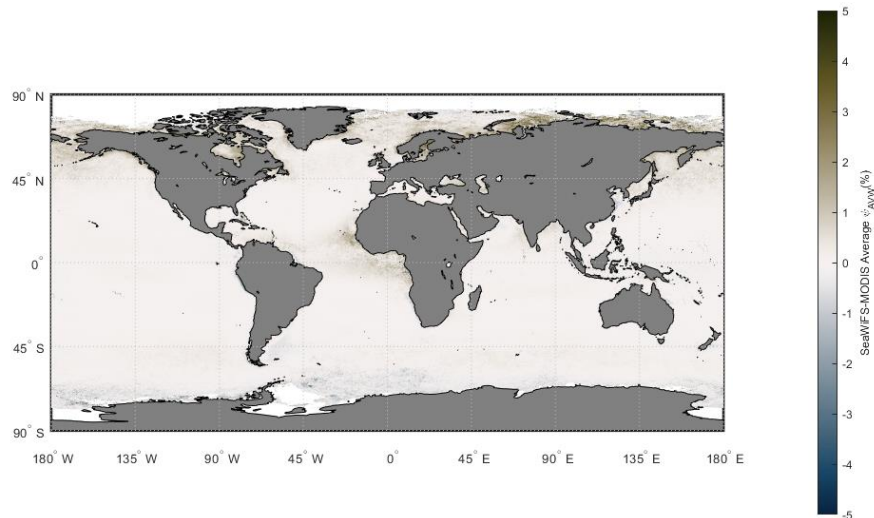 90° N
45° N
0°
45° S
90° S
180° W
135° W
90° W
45° W
0°
45° E
90° E
135° E
180° E
5
4
3
2
1
0
-1
-2
-3
-4
-5
SeaWiFS-MODIS Average ψ̇_AVW(%)